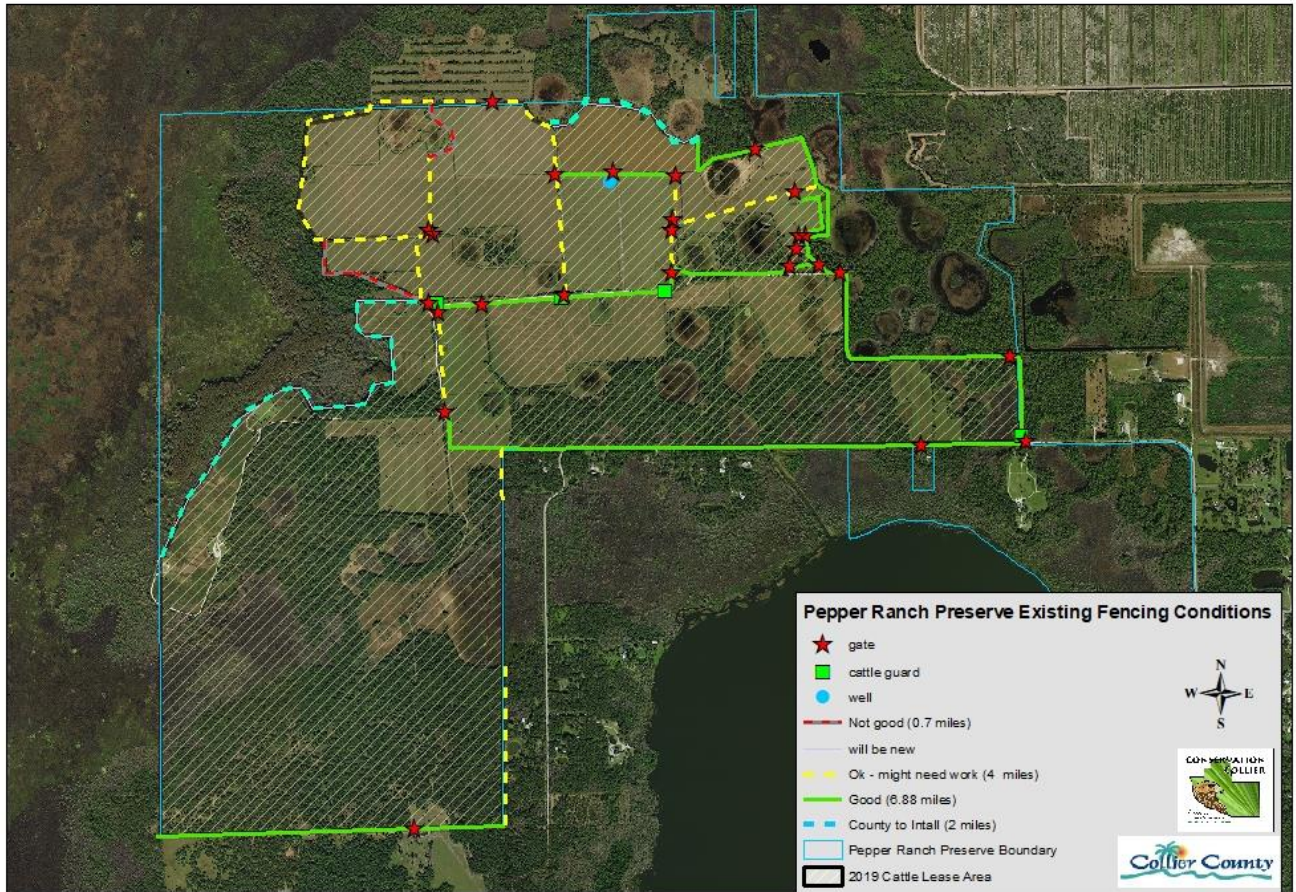 Pepper Ranch Preserve Existing Fencing Conditions
gate
cattle guard
well
Not good (0.7 miles)
will be new
Ok - might need work (4 miles)
Good (6.88 miles)
County to Intall (2 miles)
Pepper Ranch Preserve Boundary
2019 Cattle Lease Area
N
W E
S
CONSERVATION
COLLIER
Collier County